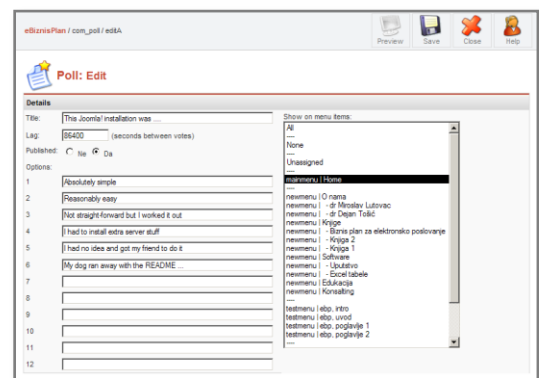 eBiznisPlan / com_poll / editA
Preview Save Close Help
Poll: Edit
Details
Title: This Joomla! installation was ....
Lag: 86400 (seconds between votes)
Published: Ne Da
Options:
1 Absolutely simple
2 Reasonably easy
3 Not straight-forward but I worked it out
4 I had to install extra server stuff
5 I had no idea and got my friend to do it
6 My dog ran away with the README ...
7
8
9
10
11
12
Show on menu items:
All
----
None
----
Unassigned
----
mainmenu | Home
----
newmenu | O nama
newmenu | - dr Miroslav Lutovac
newmenu | - dr Dejan Tošić
newmenu | Knjige
newmenu | - Biznis plan za elektronsko poslovanje
newmenu | - Knjiga 2
newmenu | - Knjiga 1
newmenu | Software
newmenu | - Uputstvo
newmenu | - Excel tabele
newmenu | Edukacija
newmenu | Konsalting
----
testmenu | ebp, intro
testmenu | ebp, uvod
testmenu | ebp, poglavlje 1
testmenu | ebp, poglavlje 2
----